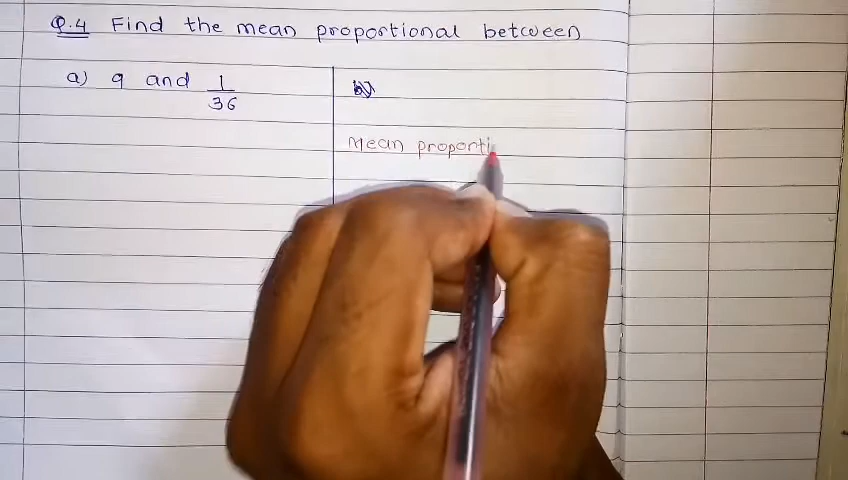 Q.4 Find the mean proportional between
a) 9 and 1/36
Mean proporti